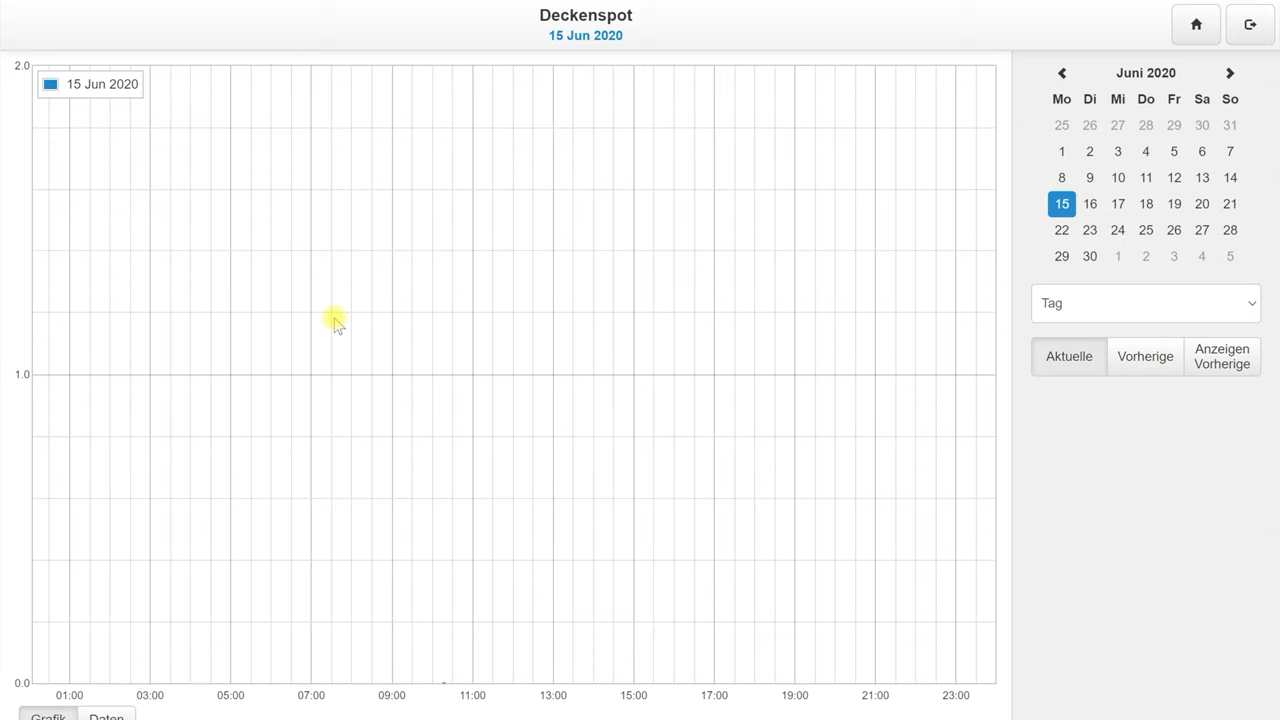 Deckenspot
15 Jun 2020
2.0
15 Jun 2020
1.0
0.0
01:00 03:00 05:00 07:00 09:00 11:00 13:00 15:00 17:00 19:00 21:00 23:00
Grafik Daten
Juni 2020
Mo Di Mi Do Fr Sa So
25 26 27 28 29 30 31
1 2 3 4 5 6 7
8 9 10 11 12 13 14
15 16 17 18 19 20 21
22 23 24 25 26 27 28
29 30 1 2 3 4 5
Tag
Aktuelle Vorherige Anzeigen
Vorherige